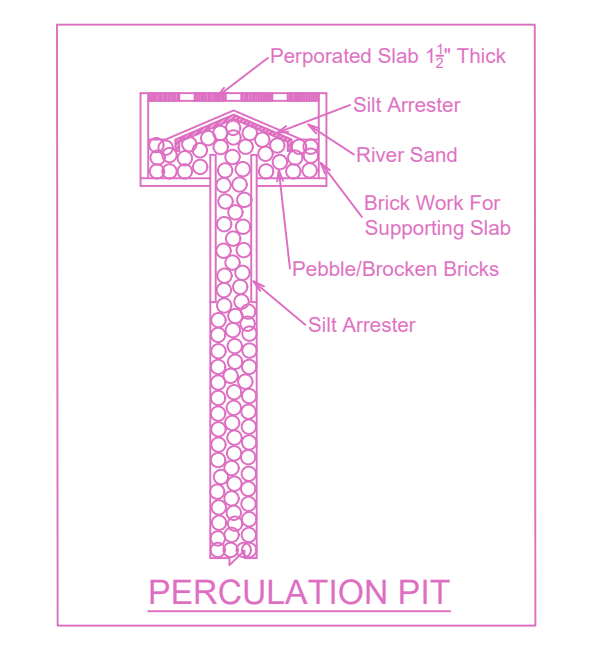 Perporated Slab 1½" Thick
Silt Arrester
River Sand
Brick Work For
Supporting Slab
Pebble/Brocken Bricks
Silt Arrester
PERCULATION PIT